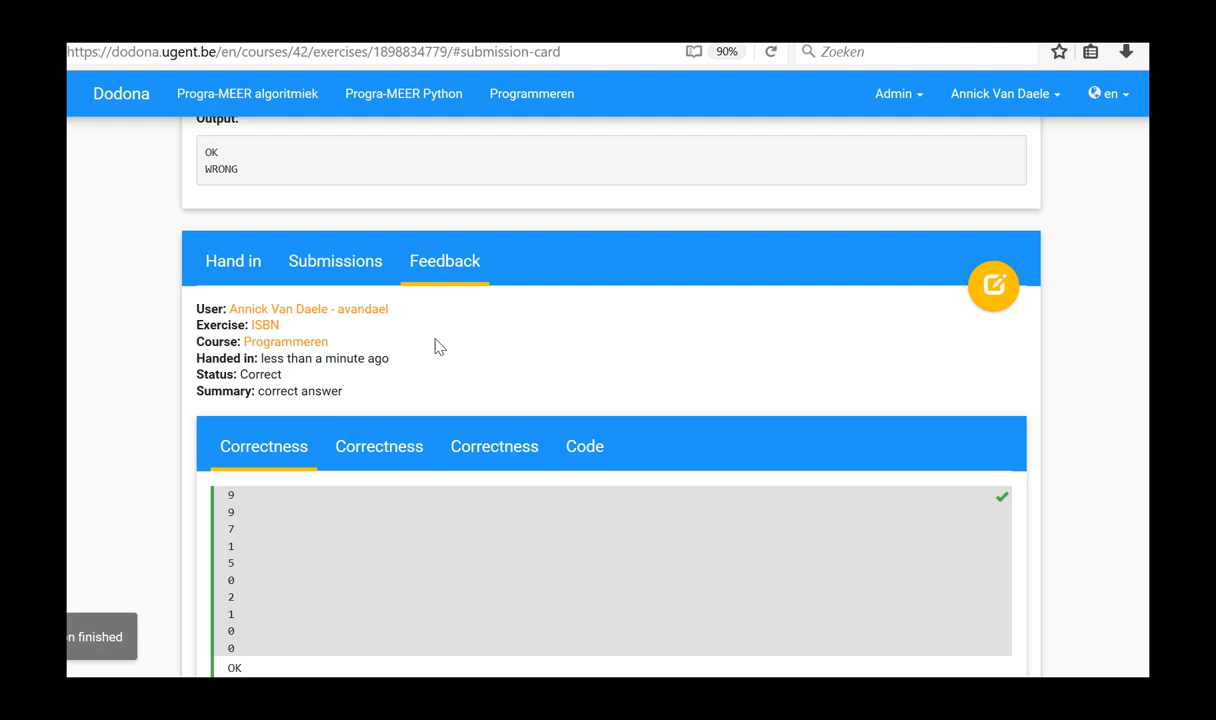 https://dodona.ugent.be/en/courses/42/exercises/1898834779/#submission-card
90%
Zoeken
Dodona
Progra-MEER algoritmiek
Progra-MEER Python
Programmeren
Admin
Annick Van Daele
en
Output:
OK
WRONG
Hand in
Submissions
Feedback
User: Annick Van Daele - avandael
Exercise: ISBN
Course: Programmeren
Handed in: less than a minute ago
Status: Correct
Summary: correct answer
Correctness
Correctness
Correctness
Code
9
9
7
1
5
0
2
1
0
0
OK
n finished